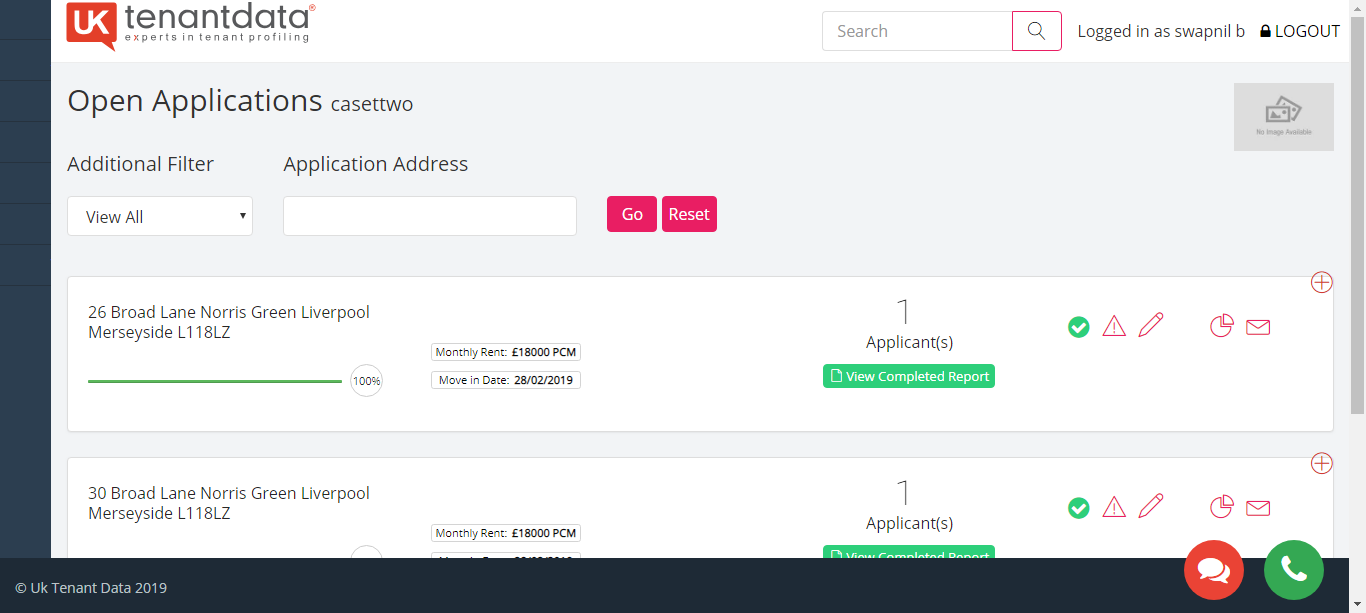 UK tenantdata®
experts in tenant profiling
Search
Logged in as swapnil b LOGOUT
Open Applications casettwo
No Image Available
Additional Filter Application Address
View All Go Reset
26 Broad Lane Norris Green Liverpool
Merseyside L118LZ
100%
Monthly Rent: £18000 PCM
Move in Date: 28/02/2019
1
Applicant(s)
View Completed Report
30 Broad Lane Norris Green Liverpool
Merseyside L118LZ
Monthly Rent: £18000 PCM
1
Applicant(s)
View Completed Report
© Uk Tenant Data 2019